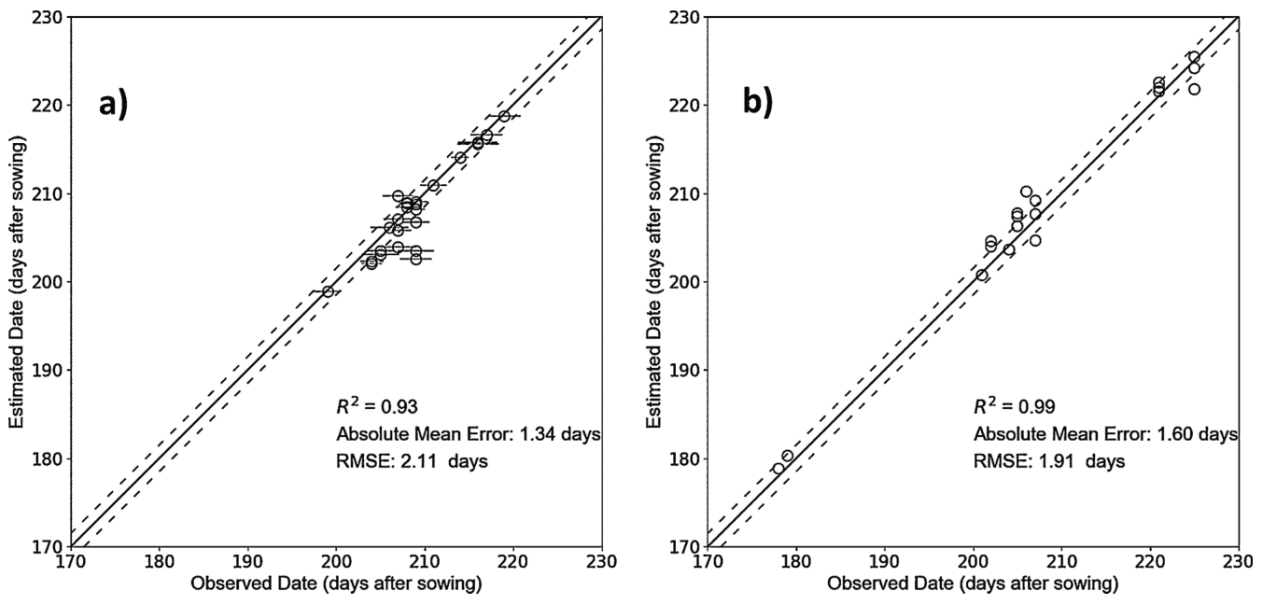 230
220
210
200
190
180
170
Estimated Date (days after sowing)
a)
R² = 0.93
Absolute Mean Error: 1.34 days
RMSE: 2.11 days
170 180 190 200 210 220 230
Observed Date (days after sowing)
230
220
210
200
190
180
170
Estimated Date (days after sowing)
b)
R² = 0.99
Absolute Mean Error: 1.60 days
RMSE: 1.91 days
170 180 190 200 210 220 230
Observed Date (days after sowing)